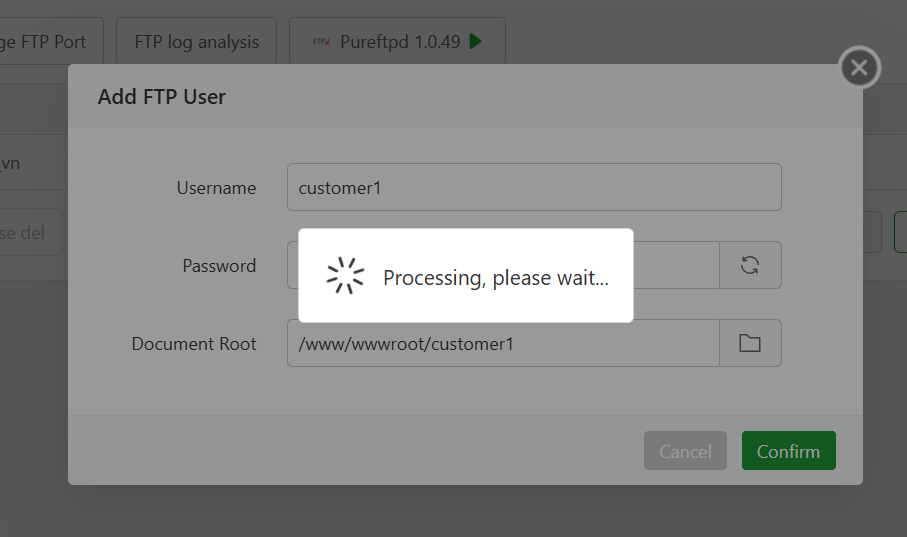 ge FTP Port
FTP log analysis
FTP Pureftpd 1.0.49
Add FTP User
_vn
Username
customer1
se del
Password
Processing, please wait...
Document Root
/www/wwwroot/customer1
Cancel
Confirm